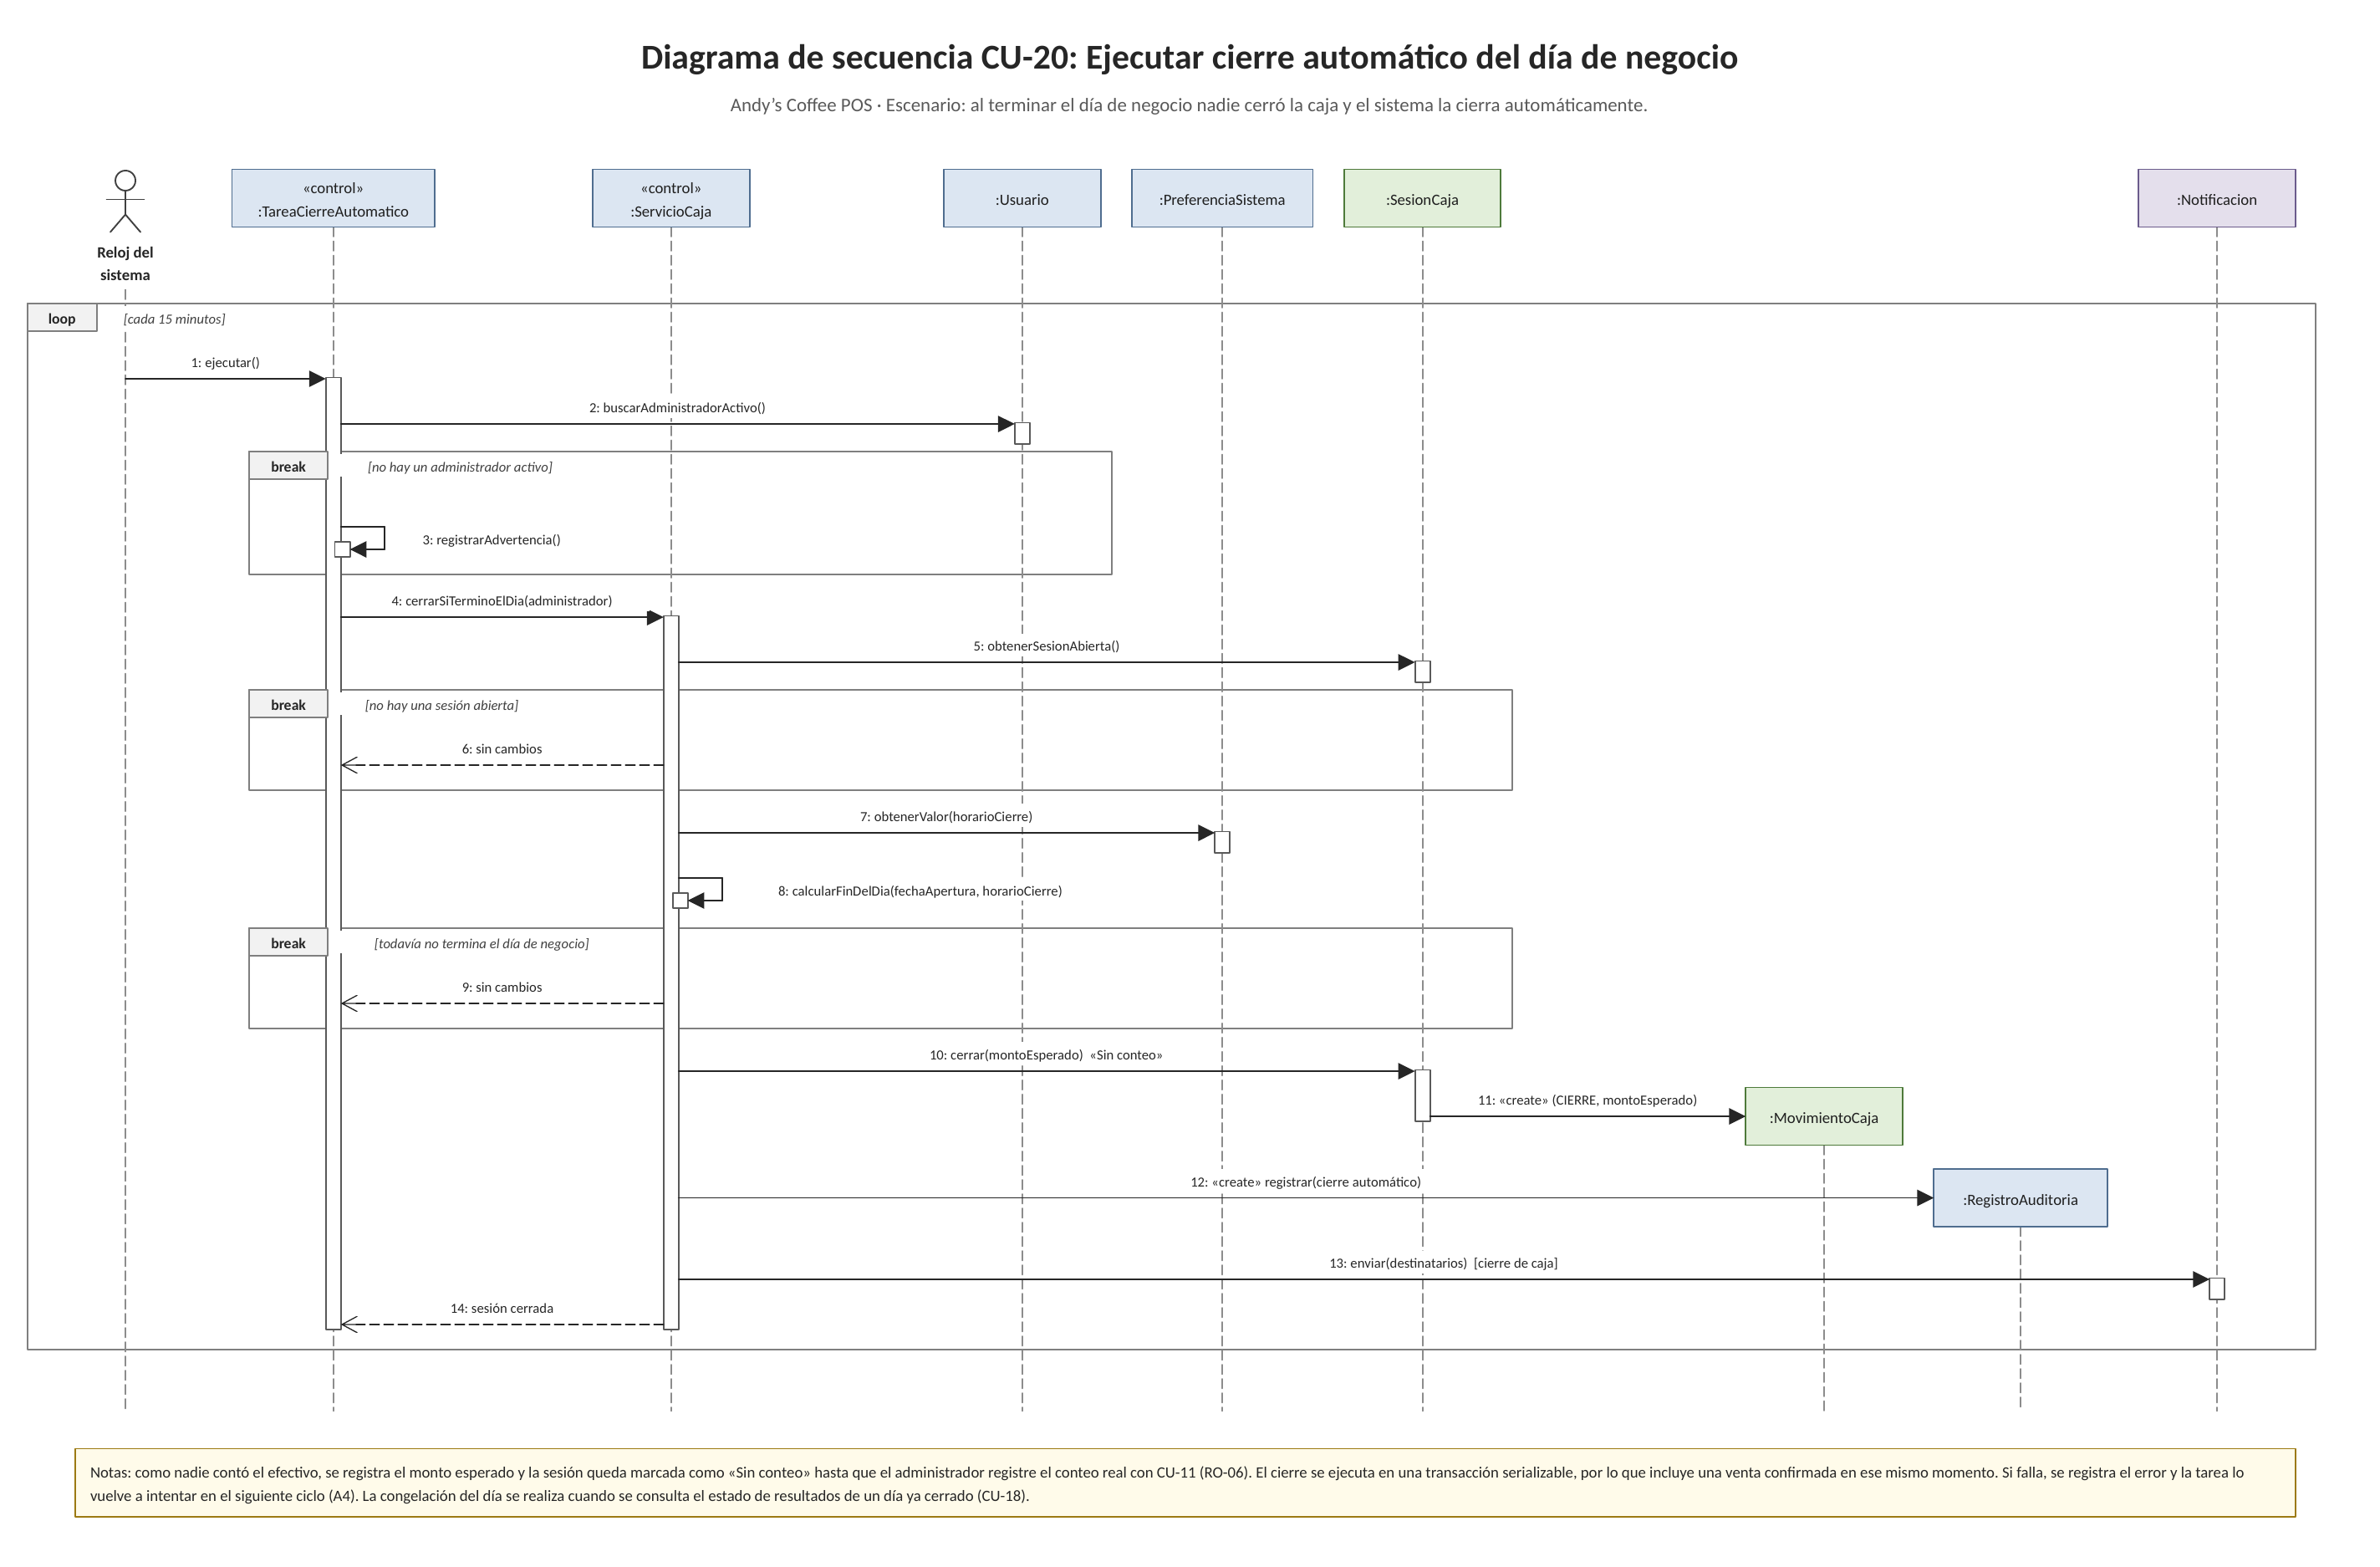 Diagrama de secuencia CU-20: Ejecutar cierre automático del día de negocio
Andy's Coffee POS · Escenario: al terminar el día de negocio nadie cerró la caja y el sistema la cierra automáticamente.
Reloj del
sistema
«control»
:TareaCierreAutomatico
«control»
:ServicioCaja
:Usuario
:PreferenciaSistema
:SesionCaja
:Notificacion
loop
[cada 15 minutos]
1: ejecutar()
2: buscarAdministradorActivo()
break
[no hay un administrador activo]
3: registrarAdvertencia()
4: cerrarSiTerminoElDia(administrador)
5: obtenerSesionAbierta()
break
[no hay una sesión abierta]
6: sin cambios
7: obtenerValor(horarioCierre)
8: calcularFinDelDia(fechaApertura, horarioCierre)
break
[todavía no termina el día de negocio]
9: sin cambios
10: cerrar(montoEsperado) «Sin conteo»
11: «create» (CIERRE, montoEsperado)
:MovimientoCaja
12: «create» registrar(cierre automático)
:RegistroAuditoria
13: enviar(destinatarios) [cierre de caja]
14: sesión cerrada
Notas: como nadie contó el efectivo, se registra el monto esperado y la sesión queda marcada como «Sin conteo» hasta que el administrador registre el conteo real con CU-11 (RO-06). El cierre se ejecuta en una transacción serializable, por lo que incluye una venta confirmada en ese mismo momento. Si falla, se registra el error y la tarea lo
vuelve a intentar en el siguiente ciclo (A4). La congelación del día se realiza cuando se consulta el estado de resultados de un día ya cerrado (CU-18).